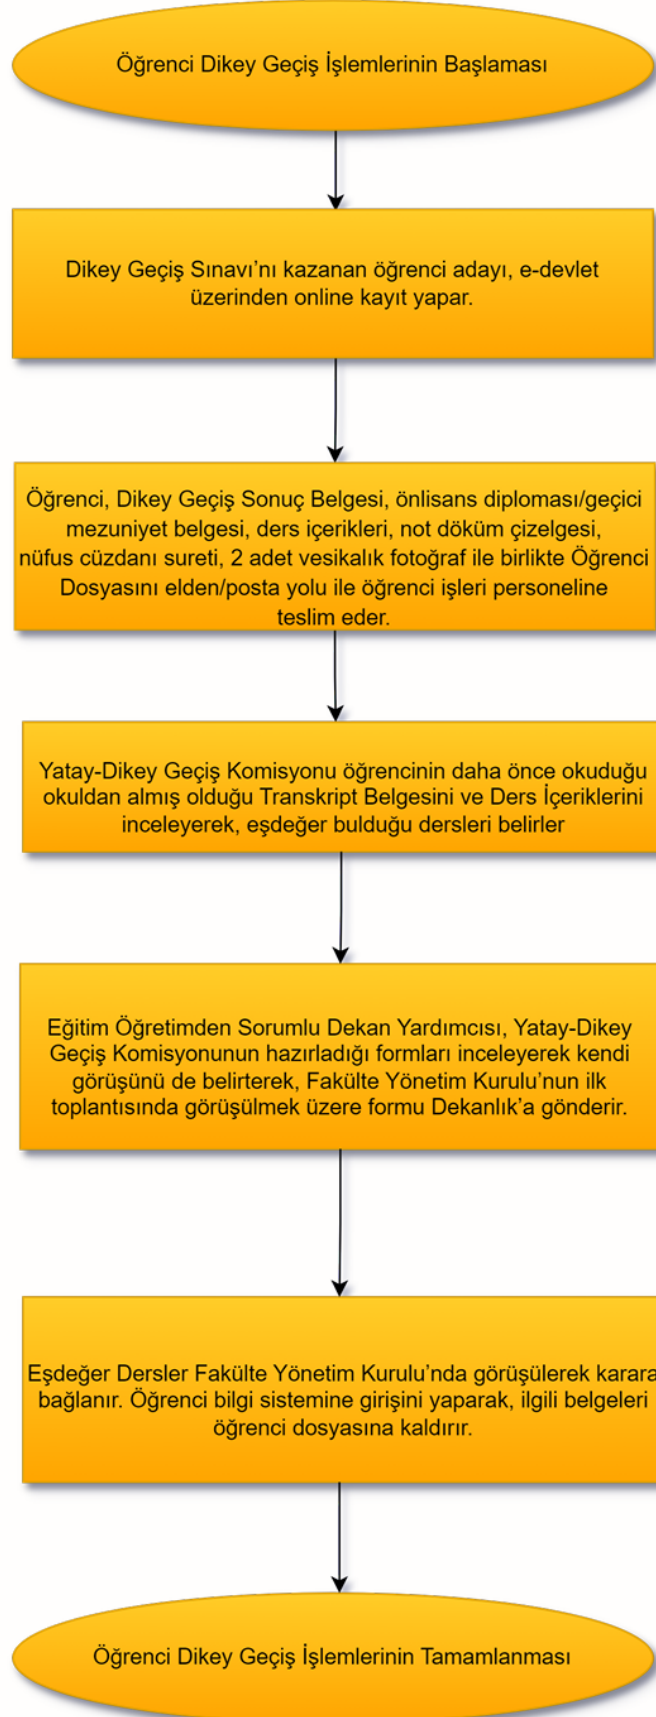 Öğrenci Dikey Geçiş İşlemlerinin Başlaması
Dikey Geçiş Sınavı’nı kazanan öğrenci adayı, e-devlet
üzerinden online kayıt yapar.
Öğrenci, Dikey Geçiş Sonuç Belgesi, önlisans diploması/geçici
mezuniyet belgesi, ders içerikleri, not döküm çizelgesi,
nüfus cüzdanı sureti, 2 adet vesikalık fotoğraf ile birlikte Öğrenci
Dosyasını elden/posta yolu ile öğrenci işleri personeline
teslim eder.
Yatay-Dikey Geçiş Komisyonu öğrencinin daha önce okuduğu
okuldan almış olduğu Transkript Belgesini ve Ders İçeriklerini
inceleyerek, eşdeğer bulduğu dersleri belirler
Eğitim Öğretimden Sorumlu Dekan Yardımcısı, Yatay-Dikey
Geçiş Komisyonunun hazırladığı formları inceleyerek kendi
görüşünü de belirterek, Fakülte Yönetim Kurulu’nun ilk
toplantısında görüşülmek üzere formu Dekanlık’a gönderir.
Eşdeğer Dersler Fakülte Yönetim Kurulu’nda görüşülerek karara
bağlanır. Öğrenci bilgi sistemine girişini yaparak, ilgili belgeleri
öğrenci dosyasına kaldırır.
Öğrenci Dikey Geçiş İşlemlerinin Tamamlanması